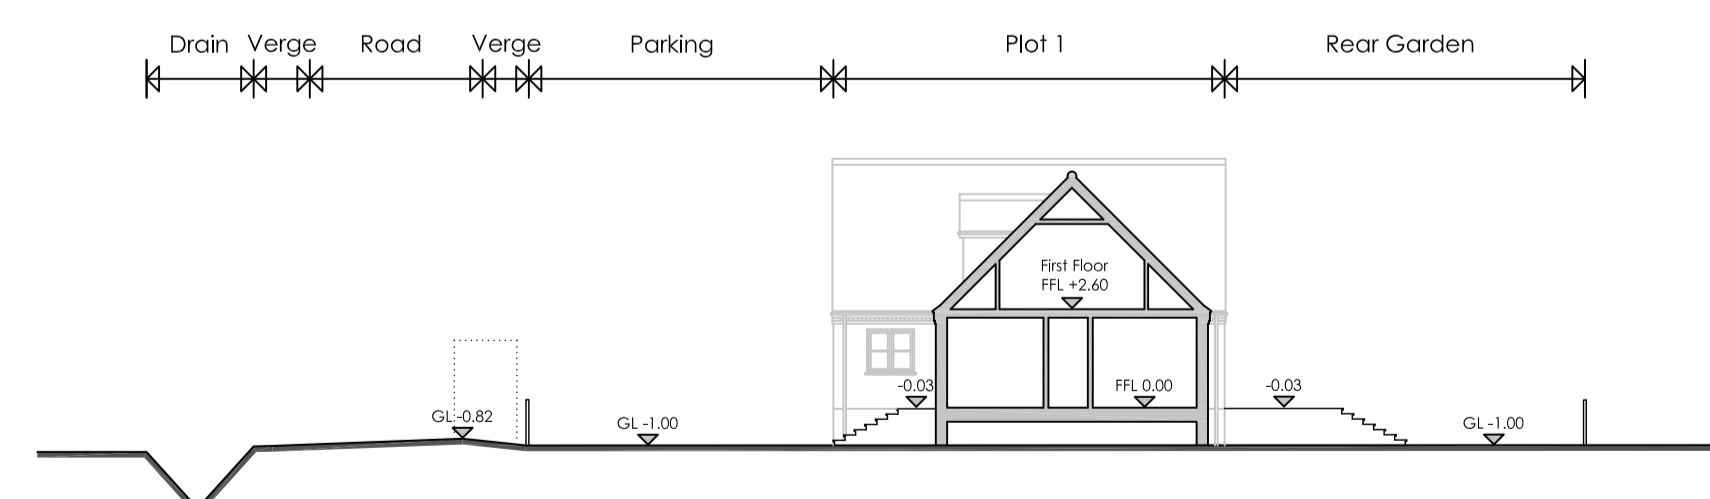 Drain
Verge
Road
Verge
Parking
Plot 1
Rear Garden
First Floor
FFL +2.60
-0.03
FFL 0.00
-0.03
GL -0.82
GL -1.00
GL -1.00